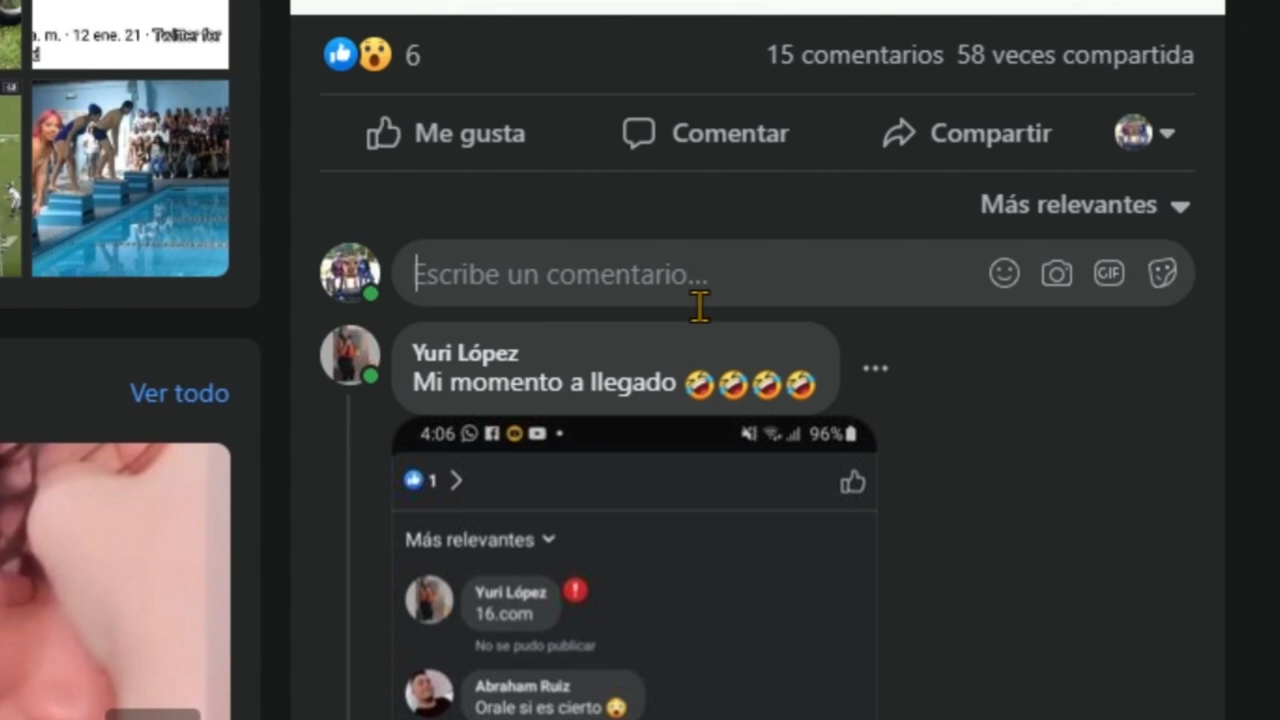 a. m. · 12 ene. 21 ·
6
15 comentarios 58 veces compartida
Me gusta Comentar Compartir
Más relevantes
Escribe un comentario...
GIF
Yuri López
Mi momento a llegado 🤣🤣🤣🤣
Ver todo
4:06 96%
1
Más relevantes
Yuri López
16.com
No se pudo publicar
Abraham Ruiz
Orale si es cierto 😲